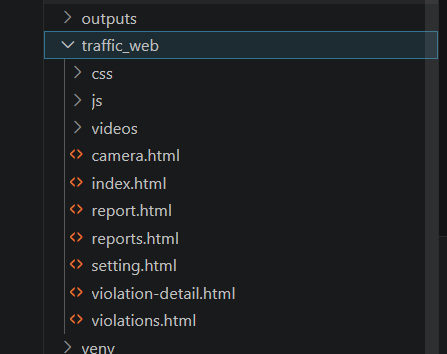 outputs
traffic_web
css
js
videos
camera.html
index.html
report.html
reports.html
setting.html
violation-detail.html
violations.html
venv